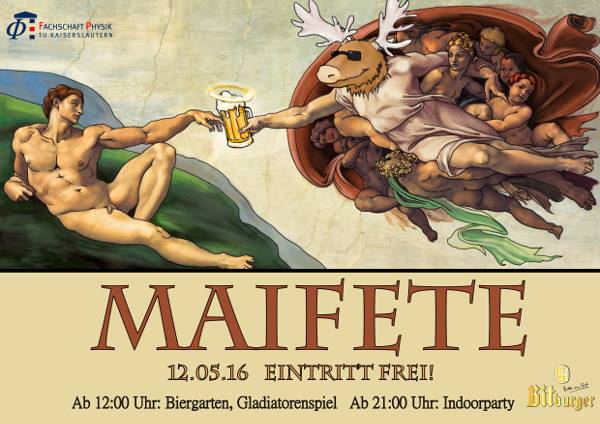 FACHSCHAFT PHYSIK
TU KAISERSLAUTERN
MAIFETE
12.05.16 EINTRITT FREI!
Ab 12:00 Uhr: Biergarten, Gladiatorenspiel Ab 21:00 Uhr: Indoorparty
Bitburger